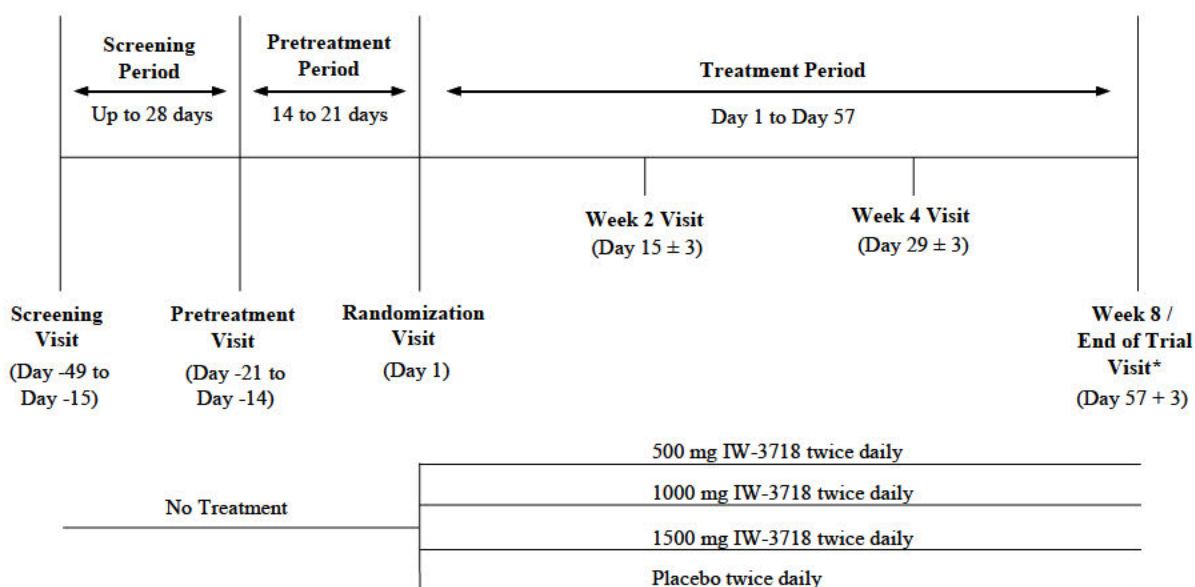 Screening
Period
Up to 28 days
Pretreatment
Period
14 to 21 days
Treatment Period
Day 1 to Day 57
Week 2 Visit
(Day 15 ± 3)
Week 4 Visit
(Day 29 ± 3)
Screening
Visit
(Day -49 to
Day -15)
Pretreatment
Visit
(Day -21 to
Day -14)
Randomization
Visit
(Day 1)
Week 8 /
End of Trial
Visit*
(Day 57 + 3)
No Treatment
500 mg IW-3718 twice daily
1000 mg IW-3718 twice daily
1500 mg IW-3718 twice daily
Placebo twice daily